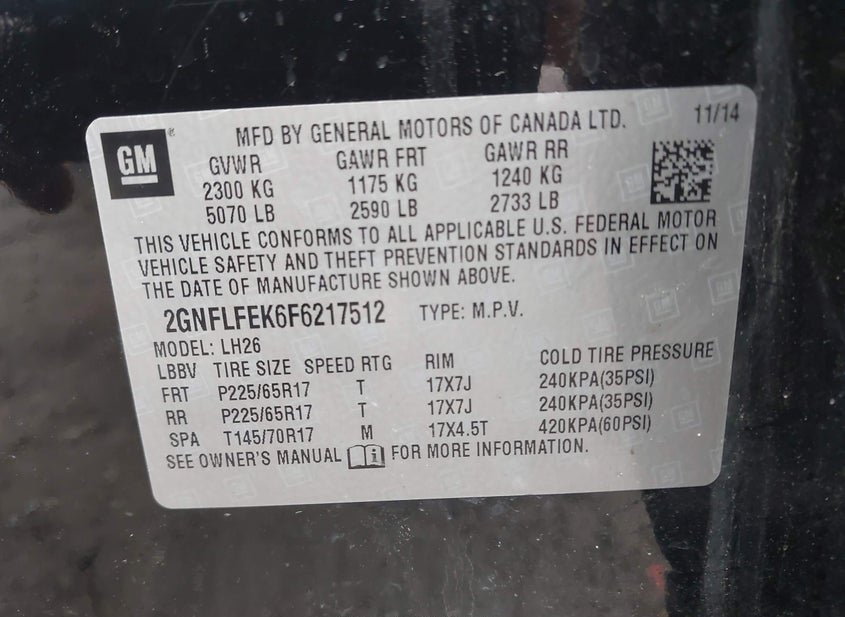 GM
MFD BY GENERAL MOTORS OF CANADA LTD. 11/14
GVWR GAWR FRT GAWR RR
2300 KG 1175 KG 1240 KG
5070 LB 2590 LB 2733 LB
THIS VEHICLE CONFORMS TO ALL APPLICABLE U.S. FEDERAL MOTOR
VEHICLE SAFETY AND THEFT PREVENTION STANDARDS IN EFFECT ON
THE DATE OF MANUFACTURE SHOWN ABOVE.
2GNFLFEK6F6217512 TYPE: M.P.V.
MODEL: LH26
LBBV TIRE SIZE SPEED RTG RIM COLD TIRE PRESSURE
FRT P225/65R17 T 17X7J 240KPA(35PSI)
RR P225/65R17 T 17X7J 240KPA(35PSI)
SPA T145/70R17 M 17X4.5T 420KPA(60PSI)
SEE OWNER'S MANUAL FOR MORE INFORMATION.